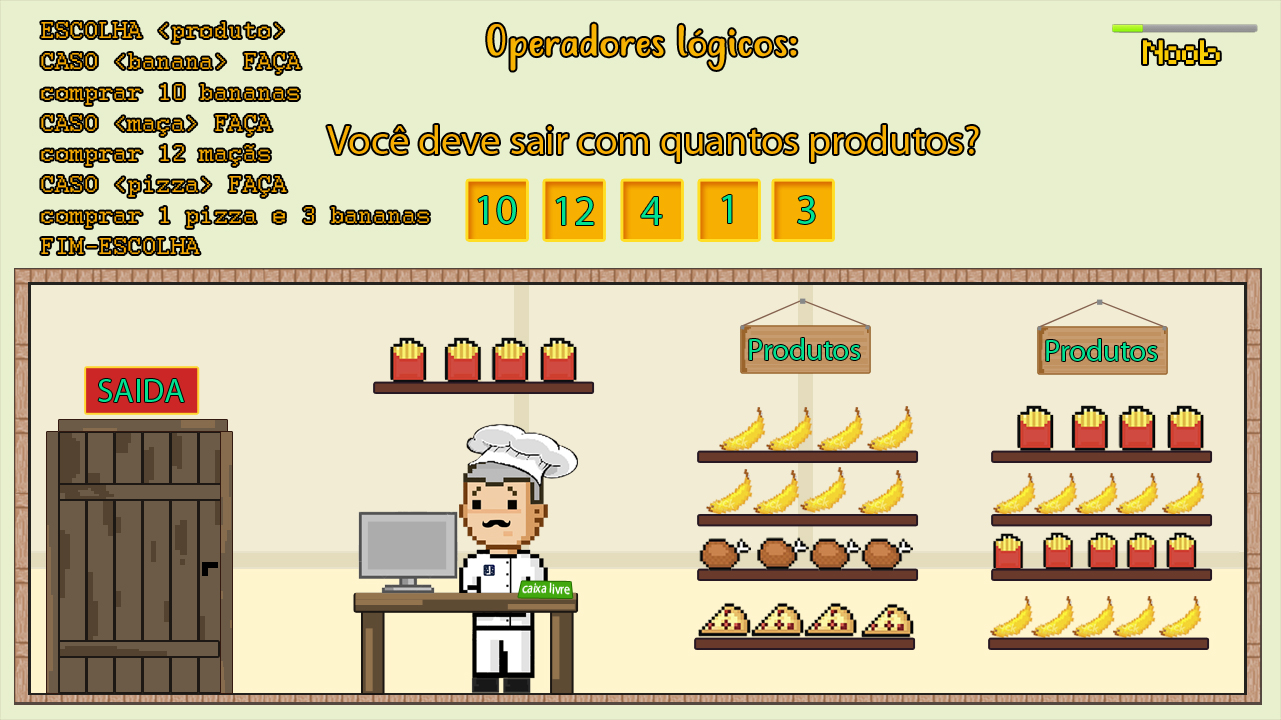 ESCOLHA <produto>
CASO <banana> FAÇA
comprar 10 bananas
CASO <maça> FAÇA
comprar 12 maçãs
CASO <pizza> FAÇA
comprar 1 pizza e 3 bananas
FIM-ESCOLHA
Operadores lógicos:
Noob
Você deve sair com quantos produtos?
10 12 4 1 3
SAIDA
Produtos
Produtos
caixa livre